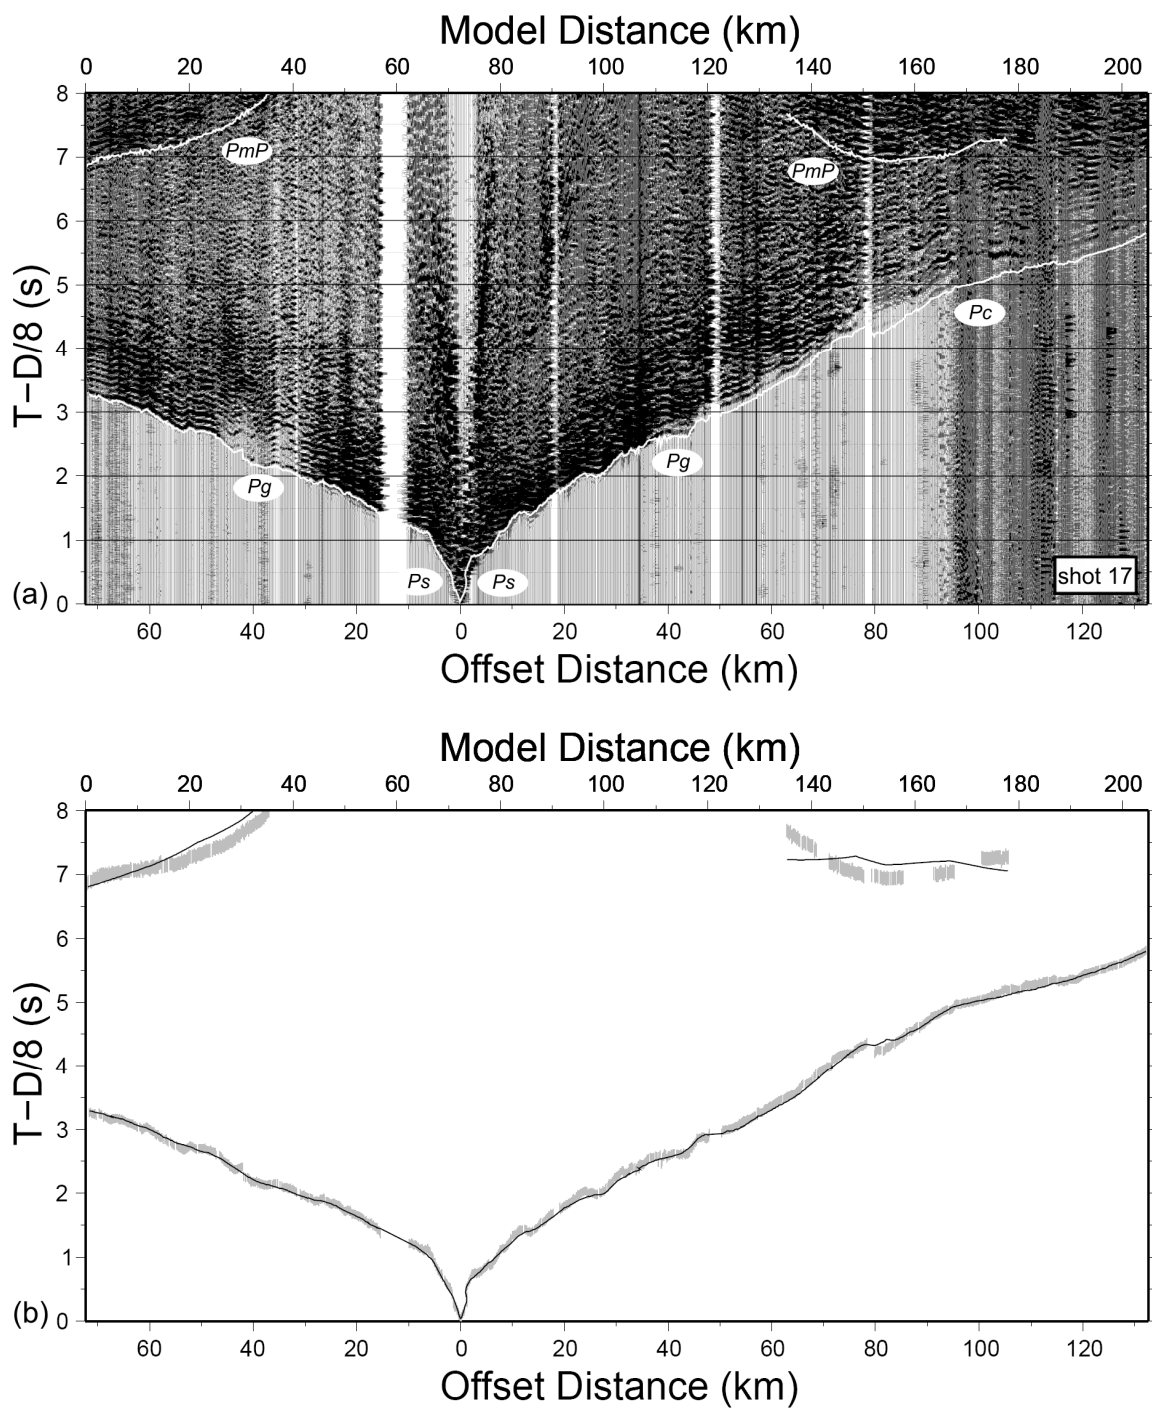 Model Distance (km)
0 20 40 60 80 100 120 140 160 180 200
8
7
6
5
4
3
2
1
0
T−D/8 (s)
PmP
PmP
Pc
Pg
Pg
Ps
Ps
shot 17
(a)
60 40 20 0 20 40 60 80 100 120
Offset Distance (km)
Model Distance (km)
0 20 40 60 80 100 120 140 160 180 200
8
7
6
5
4
3
2
1
0
T−D/8 (s)
(b)
60 40 20 0 20 40 60 80 100 120
Offset Distance (km)